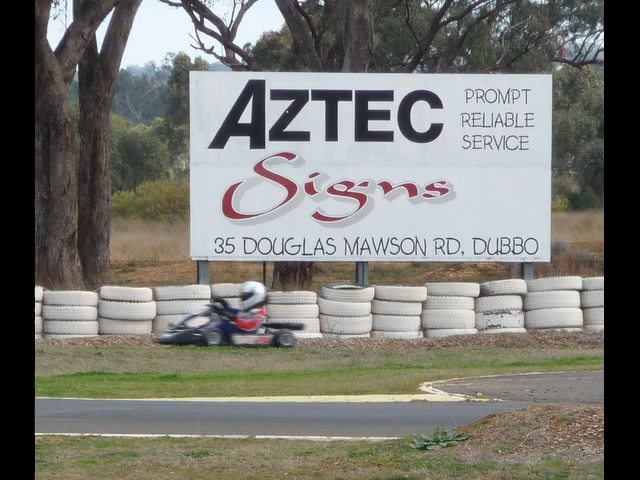 AZTEC
Signs
PROMPT
RELIABLE
SERVICE
35 DOUGLAS MAWSON RD, DUBBO